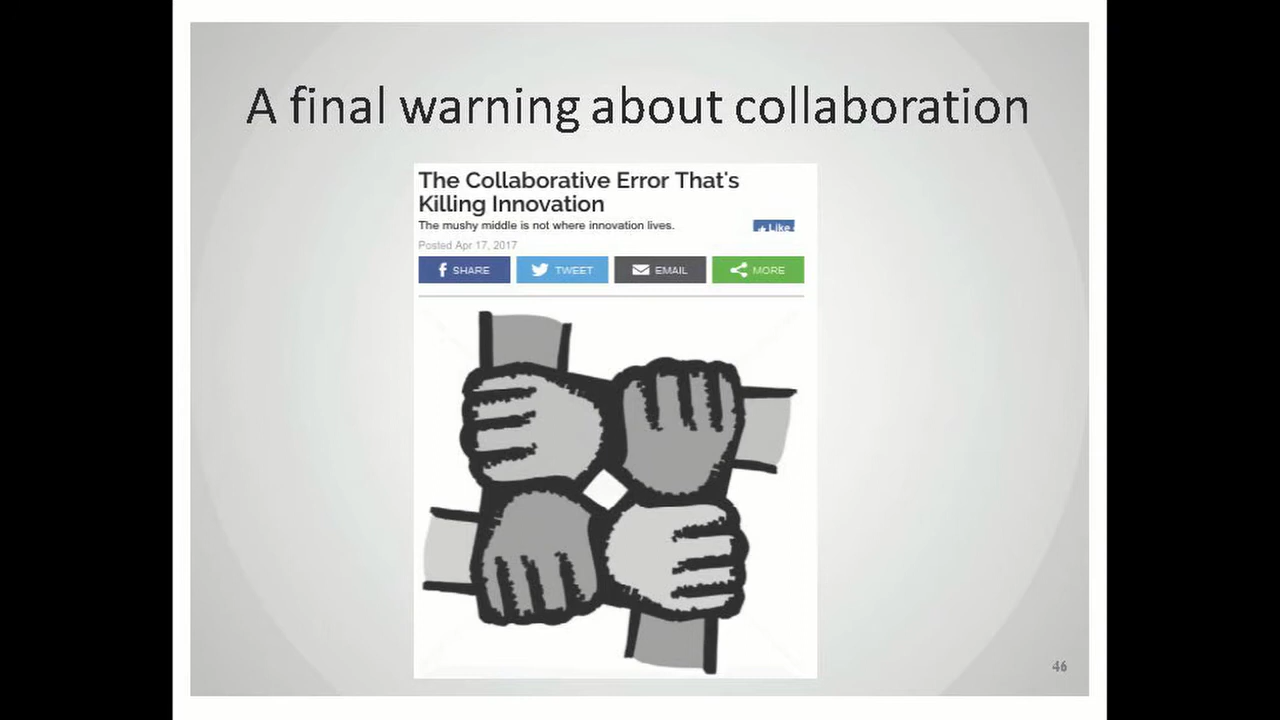 A final warning about collaboration
The Collaborative Error That's
Killing Innovation
The mushy middle is not where innovation lives.
Like
Posted Apr 17, 2017
SHARE TWEET EMAIL MORE
46